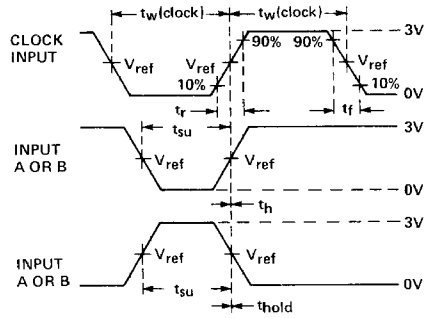 tw(clock) tw(clock)
3V
CLOCK INPUT
90% 90%
Vref Vref Vref
10% 10%
0V
tr tf
tsu
3V
INPUT A OR B
Vref Vref
0V
th
3V
INPUT A OR B
Vref Vref
0V
tsu
thold